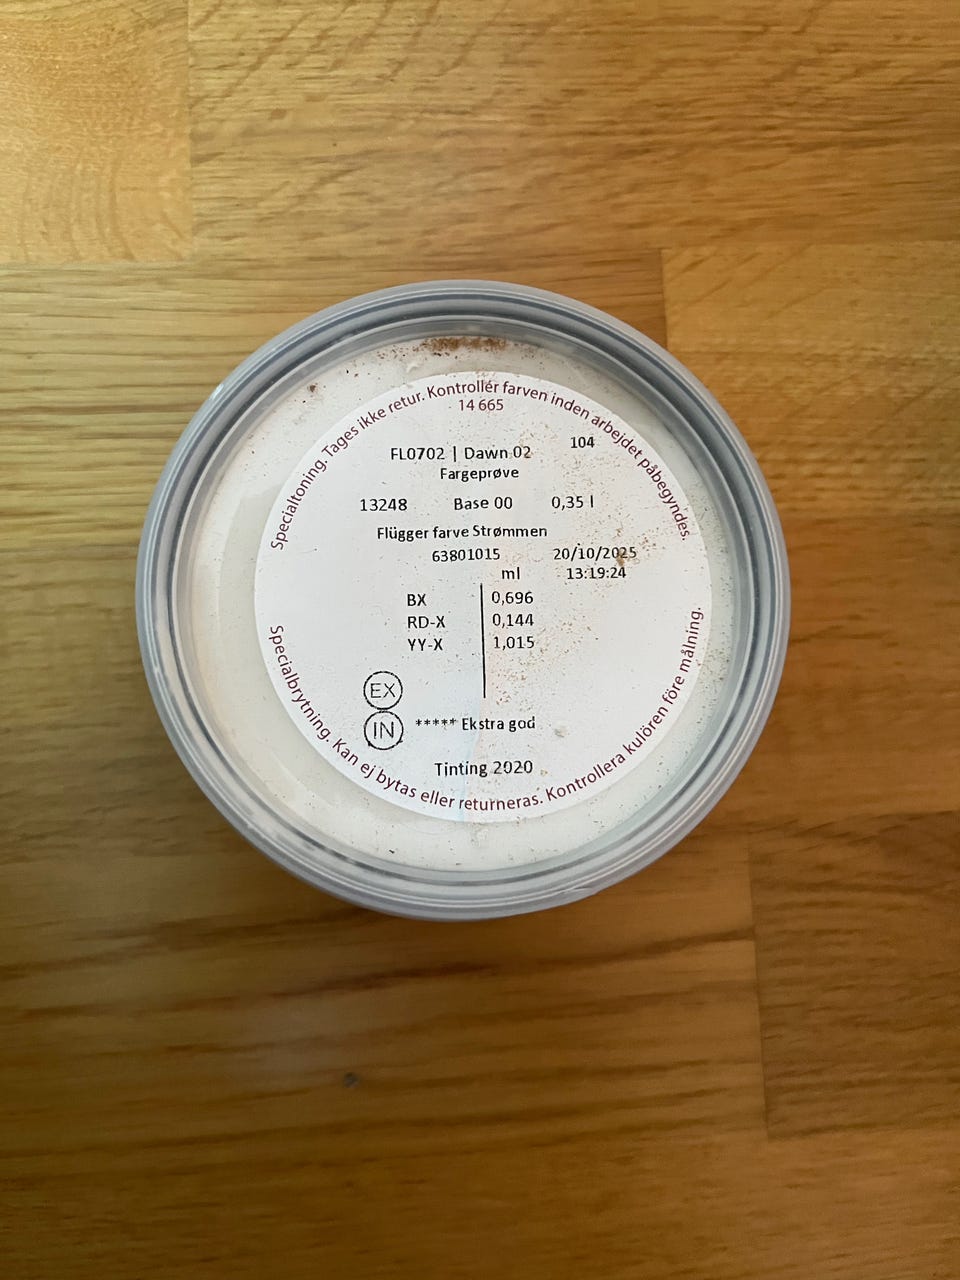 Specialtoning. Tages ikke retur. Kontrollér farven inden arbejdet påbegyndes.
14 665
104
FL0702 | Dawn 02
Fargeprøve
13248 Base 00 0,35 l
Flügger farve Strømmen
63801015 20/10/2025
ml 13:19:24
BX 0,696
RD-X 0,144
YY-X 1,015
EX
IN ***** Ekstra god
Tinting 2020
Specialbrytning. Kan ej bytas eller returneras. Kontrollera kulören före målning.